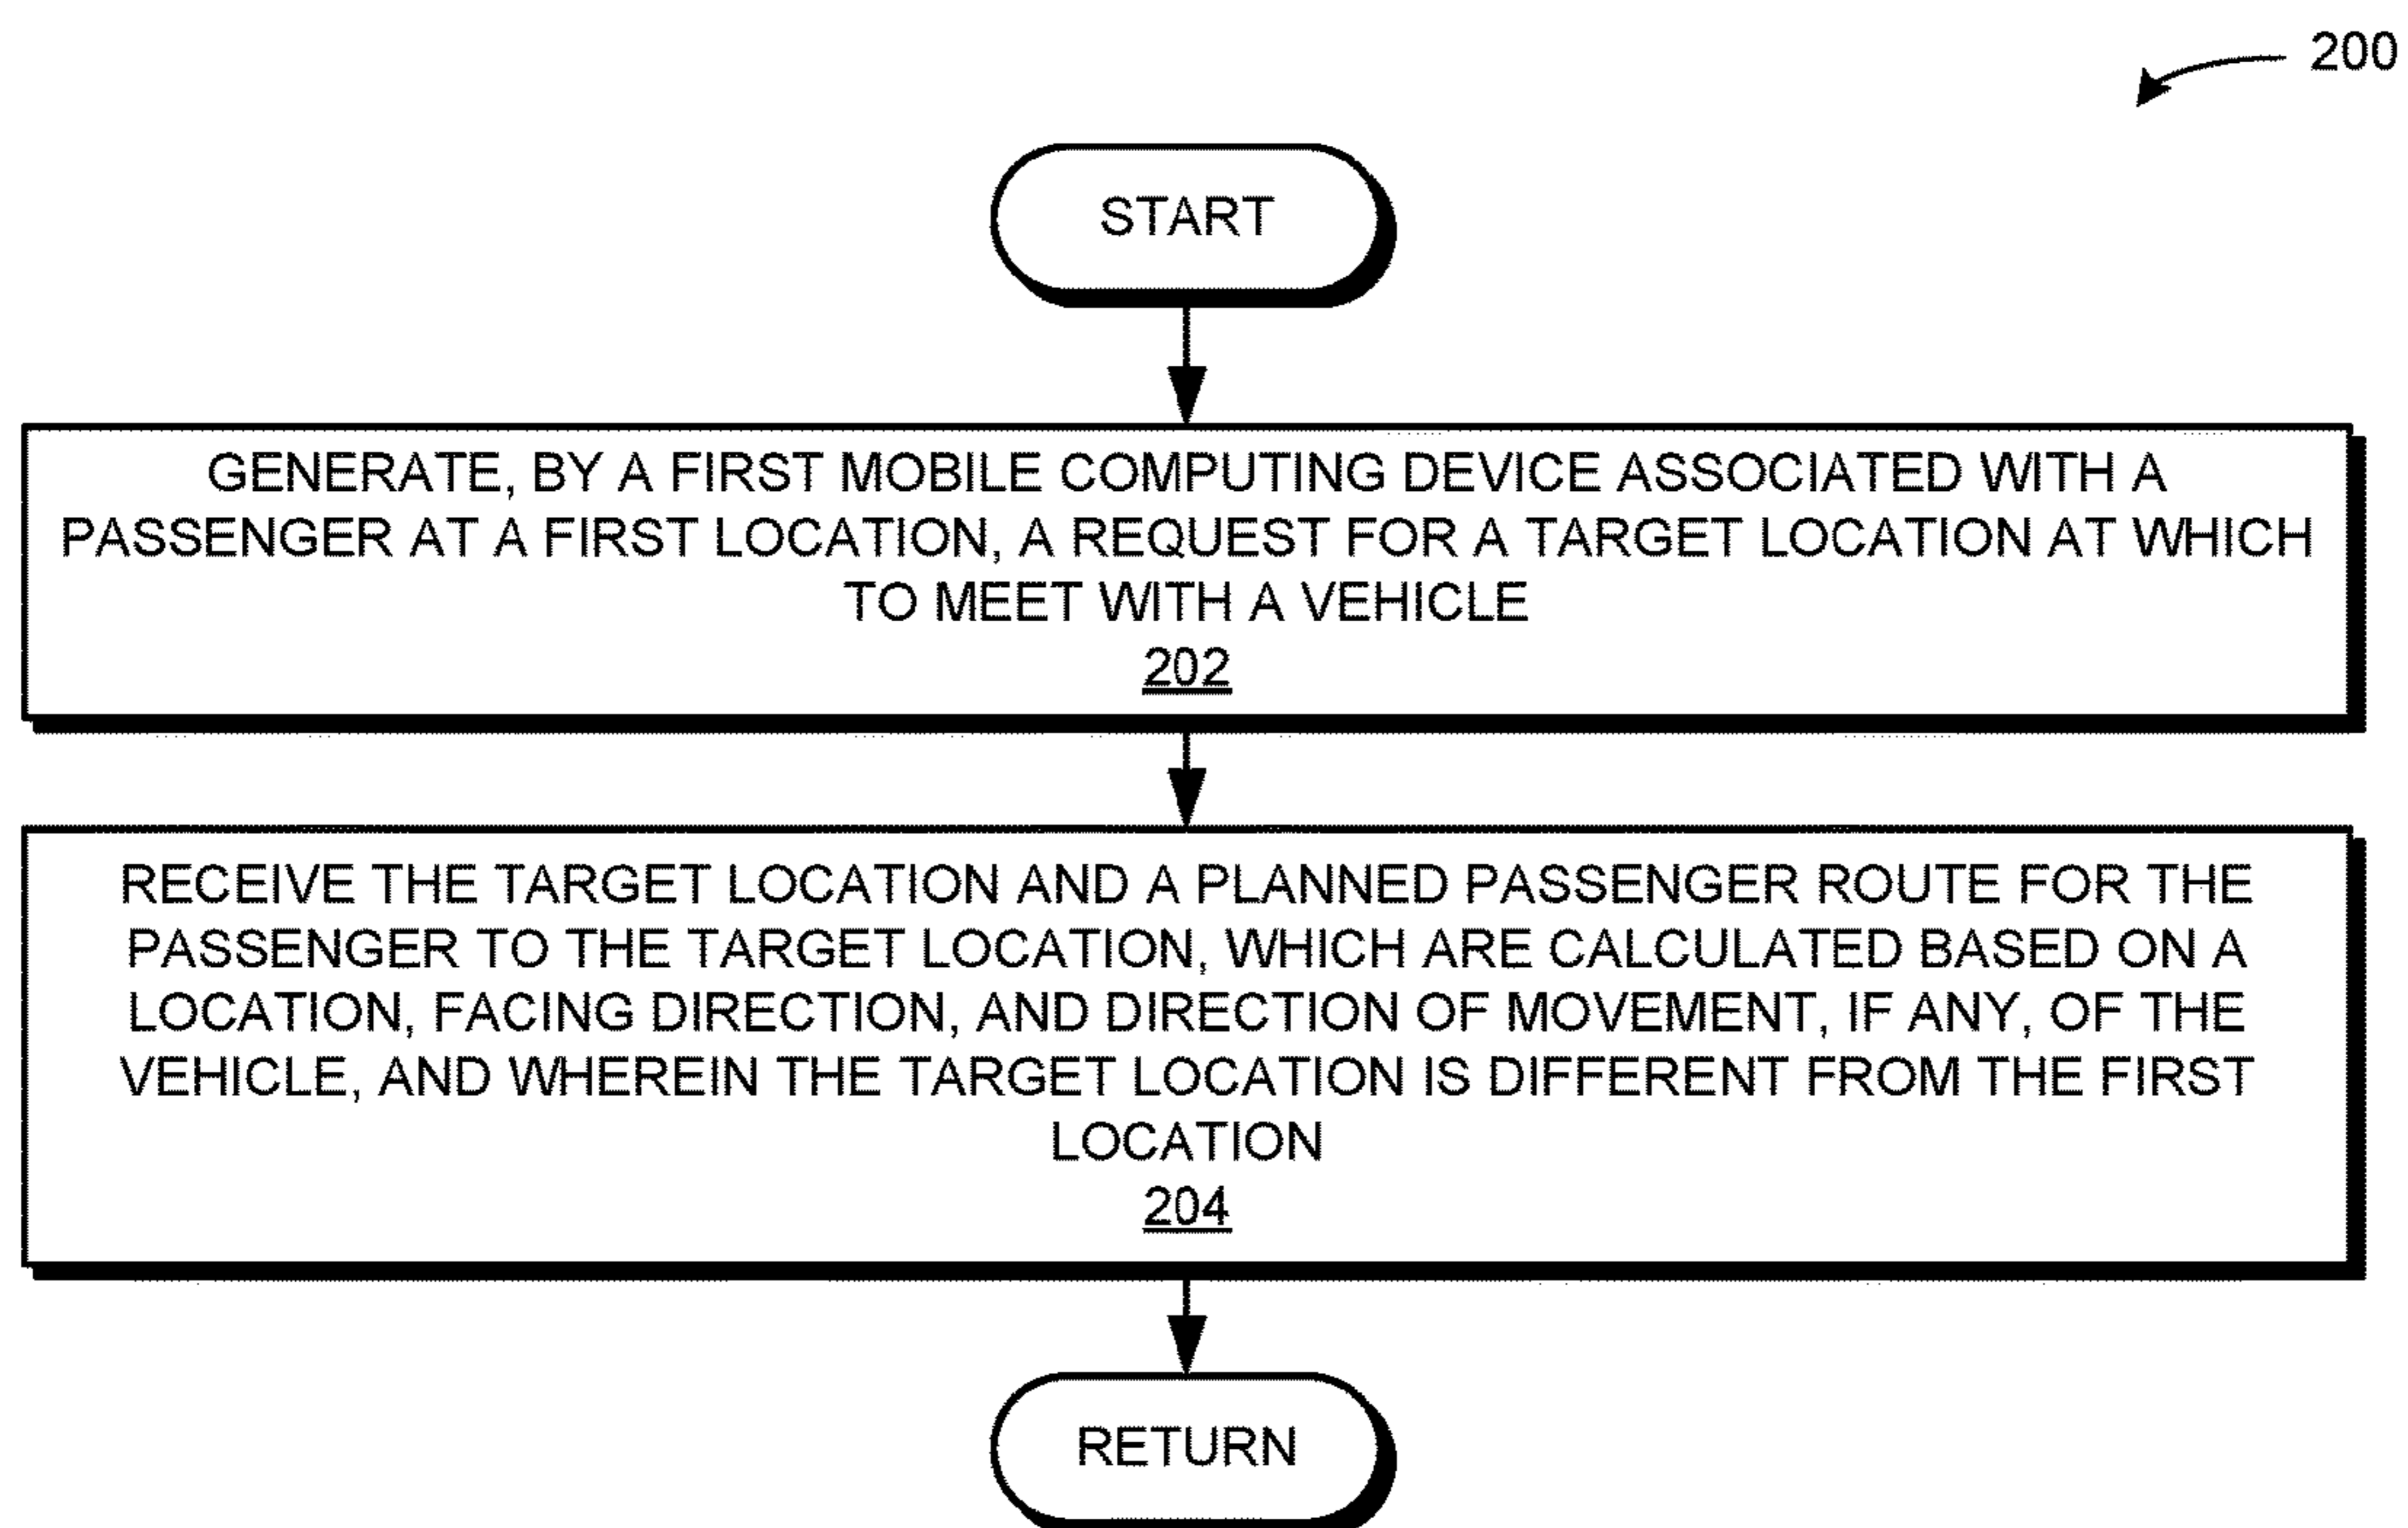 200
START
GENERATE, BY A FIRST MOBILE COMPUTING DEVICE ASSOCIATED WITH A
PASSENGER AT A FIRST LOCATION, A REQUEST FOR A TARGET LOCATION AT WHICH
TO MEET WITH A VEHICLE
202
RECEIVE THE TARGET LOCATION AND A PLANNED PASSENGER ROUTE FOR THE
PASSENGER TO THE TARGET LOCATION, WHICH ARE CALCULATED BASED ON A
LOCATION, FACING DIRECTION, AND DIRECTION OF MOVEMENT, IF ANY, OF THE
VEHICLE, AND WHEREIN THE TARGET LOCATION IS DIFFERENT FROM THE FIRST
LOCATION
204
RETURN